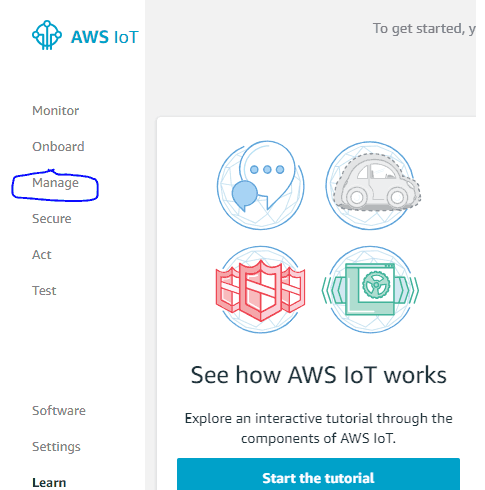 AWS IoT
To get started, y
Monitor
Onboard
Manage
Secure
Act
Test
Software
Settings
Learn
See how AWS IoT works
Explore an interactive tutorial through the
components of AWS IoT.
Start the tutorial